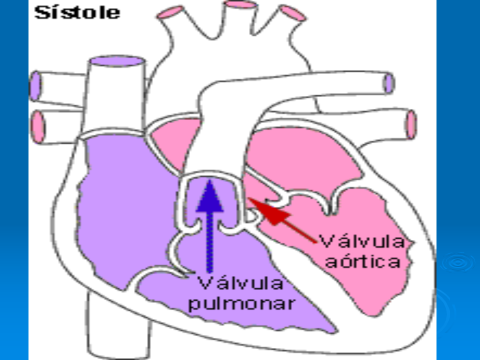 Sístole
Válvula
aórtica
Válvula
pulmonar